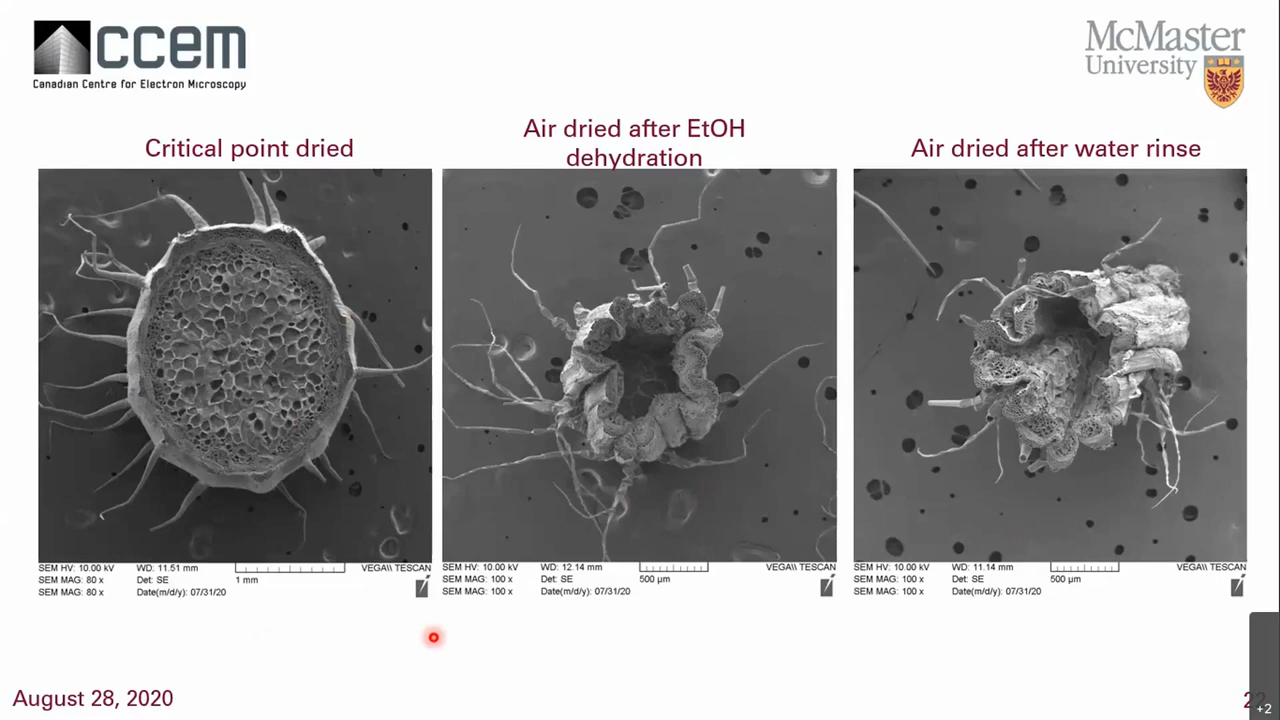 ccem
Canadian Centre for Electron Microscopy
McMaster
University
Critical point dried
Air dried after EtOH
dehydration
Air dried after water rinse
SEM HV: 10.00 kV WD: 11.51 mm VEGA\\ TESCAN
SEM MAG: 80 x Det: SE 1 mm
SEM MAG: 80 x Date(m/d/y): 07/31/20
SEM HV: 10.00 kV WD: 12.14 mm VEGA\\ TESCAN
SEM MAG: 100 x Det: SE 500 µm
SEM MAG: 100 x Date(m/d/y): 07/31/20
SEM HV: 10.00 kV WD: 11.14 mm VEGA\\ TESCAN
SEM MAG: 100 x Det: SE 500 µm
SEM MAG: 100 x Date(m/d/y): 07/31/20
August 28, 2020
+2